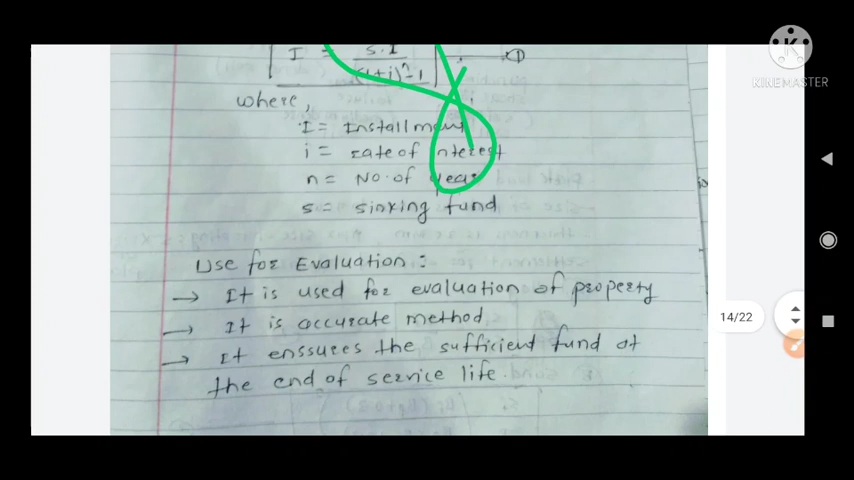 I = S.I
(1+i)ⁿ-1 → ①
where,
I = Installment
i = rate of interest
n = No. of year
s = sinking fund
Use for Evaluation :
→ It is used for evaluation of property
→ It is accurate method
→ It enssures the sufficient fund at
the end of service life.
14/22
KINEMASTER